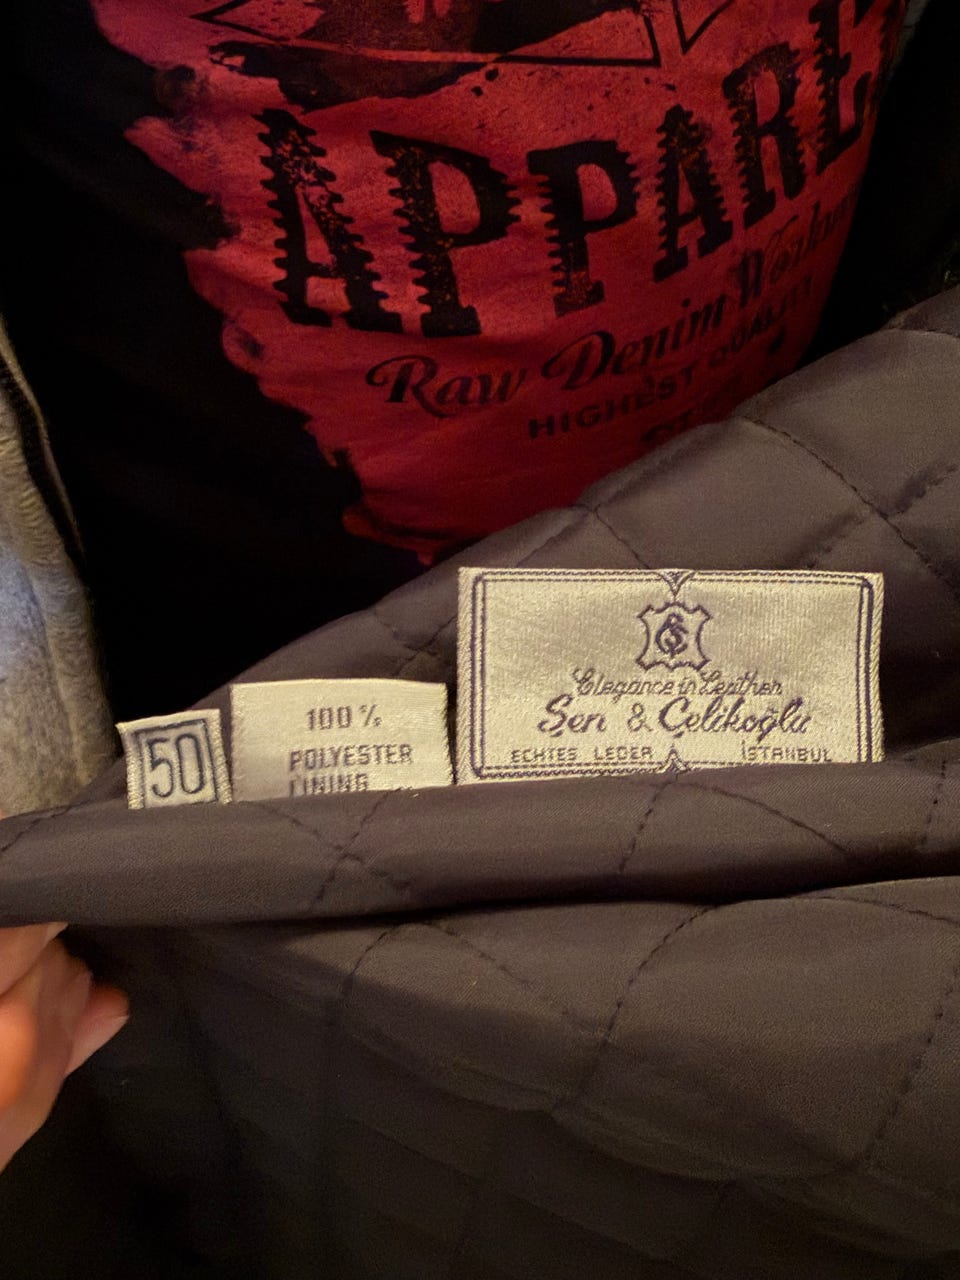 APPARE
Raw Denim
HIGHEST QUALITY
50
100 %
POLYESTER
LINING
Elegance in Leather
Şen & Çelikoğlu
ECHTES LEDER
İSTANBUL